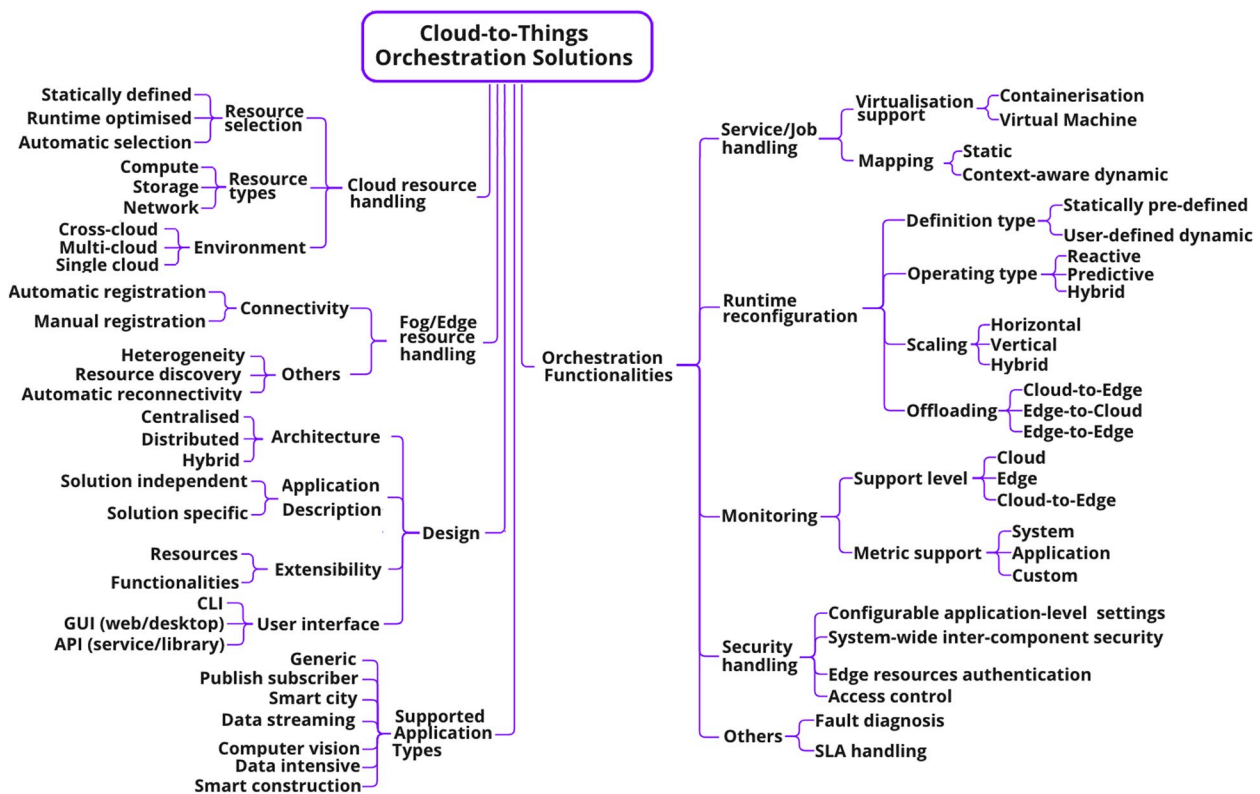 Cloud-to-Things
Orchestration Solutions
Statically defined
Runtime optimised
Automatic selection
Resource
selection
Compute
Storage
Network
Resource
types
Cross-cloud
Multi-cloud
Single cloud
Environment
Cloud resource
handling
Automatic registration
Manual registration
Connectivity
Heterogeneity
Resource discovery
Automatic reconnectivity
Others
Fog/Edge
resource
handling
Centralised
Distributed
Hybrid
Architecture
Solution independent
Solution specific
Application
Description
Resources
Functionalities
Extensibility
CLI
GUI (web/desktop)
API (service/library)
User interface
Design
Generic
Publish subscriber
Smart city
Data streaming
Computer vision
Data intensive
Smart construction
Supported
Application
Types
Orchestration
Functionalities
Service/Job
handling
Virtualisation
support
Containerisation
Virtual Machine
Mapping
Static
Context-aware dynamic
Runtime
reconfiguration
Definition type
Statically pre-defined
User-defined dynamic
Operating type
Reactive
Predictive
Hybrid
Scaling
Horizontal
Vertical
Hybrid
Offloading
Cloud-to-Edge
Edge-to-Cloud
Edge-to-Edge
Monitoring
Support level
Cloud
Edge
Cloud-to-Edge
Metric support
System
Application
Custom
Security
handling
Configurable application-level settings
System-wide inter-component security
Edge resources authentication
Access control
Others
Fault diagnosis
SLA handling